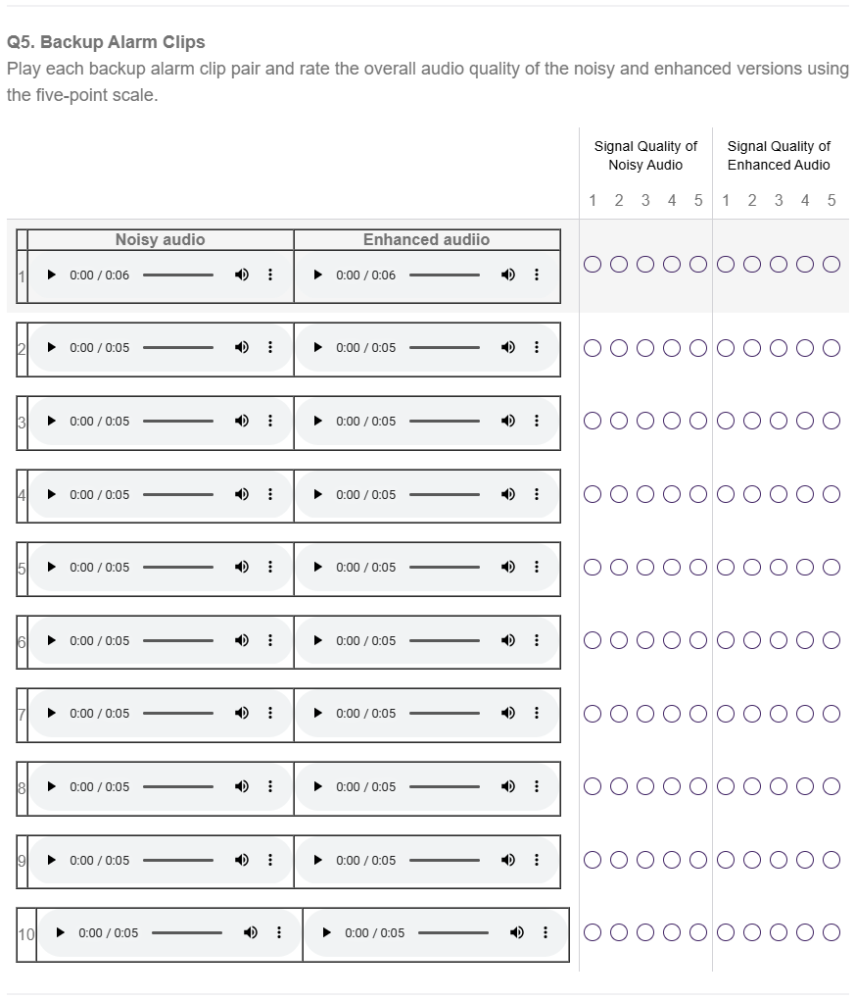 Q5. Backup Alarm Clips
Play each backup alarm clip pair and rate the overall audio quality of the noisy and enhanced versions using
the five-point scale.
Signal Quality of Noisy Audio
Signal Quality of Enhanced Audio
1 2 3 4 5 1 2 3 4 5
Noisy audio Enhanced audiio
1 0:00 / 0:06 0:00 / 0:06
2 0:00 / 0:05 0:00 / 0:05
3 0:00 / 0:05 0:00 / 0:05
4 0:00 / 0:05 0:00 / 0:05
5 0:00 / 0:05 0:00 / 0:05
6 0:00 / 0:05 0:00 / 0:05
7 0:00 / 0:05 0:00 / 0:05
8 0:00 / 0:05 0:00 / 0:05
9 0:00 / 0:05 0:00 / 0:05
10 0:00 / 0:05 0:00 / 0:05